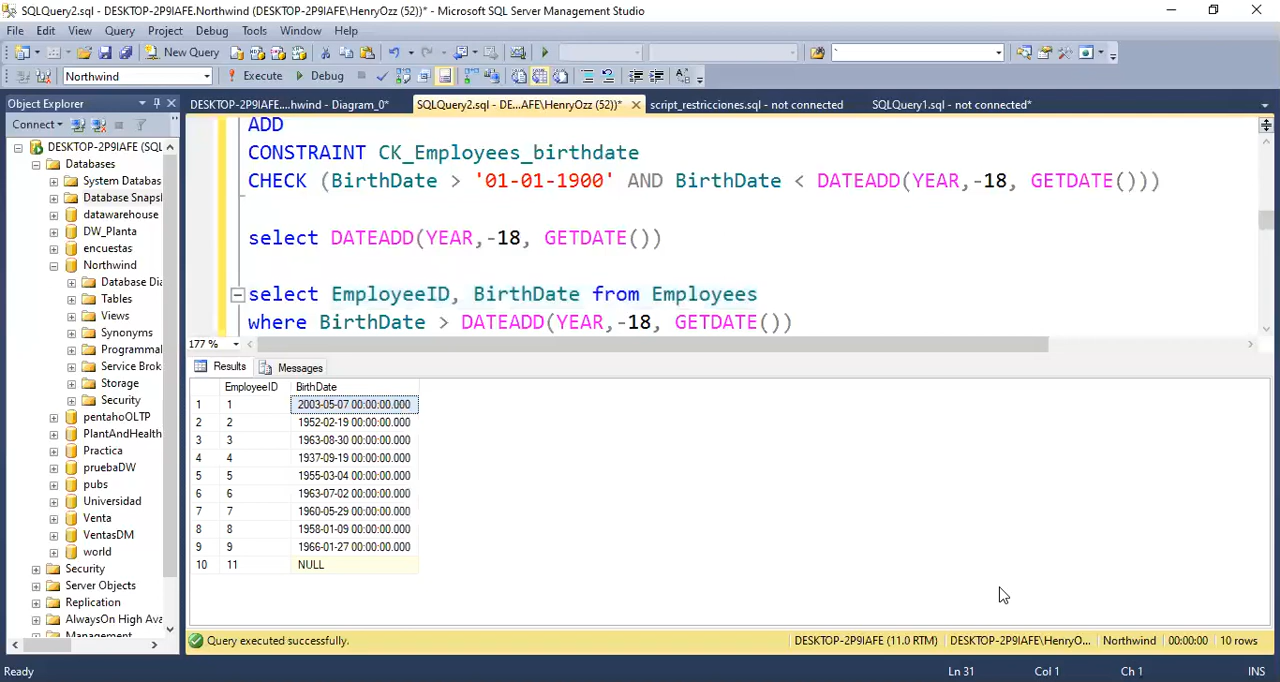 SQLQuery2.sql - DESKTOP-2P9IAFE.Northwind (DESKTOP-2P9IAFE\HenryOzz (52))* - Microsoft SQL Server Management Studio
File Edit View Query Project Debug Tools Window Help
New Query
Northwind Execute Debug
Object Explorer
DESKTOP-2P9IAFE....hwind - Diagram_0* SQLQuery2.sql - DE...AFE\HenryOzz (52))* script_restricciones.sql - not connected SQLQuery1.sql - not connected*
Connect
DESKTOP-2P9IAFE (SQL
Databases
System Databas
Database Snapsl
datawarehouse
DW_Planta
encuestas
Northwind
Database Dia
Tables
Views
Synonyms
Programmal
Service Brok
Storage
Security
pentahoOLTP
PlantAndHealth
Practica
pruebaDW
pubs
Universidad
Venta
VentasDM
world
Security
Server Objects
Replication
AlwaysOn High Ava
Management
ADD
CONSTRAINT CK_Employees_birthdate
CHECK (BirthDate > '01-01-1900' AND BirthDate < DATEADD(YEAR,-18, GETDATE()))
select DATEADD(YEAR,-18, GETDATE())
select EmployeeID, BirthDate from Employees
where BirthDate > DATEADD(YEAR,-18, GETDATE())
177 %
Results Messages
EmployeeID BirthDate
1 1 2003-05-07 00:00:00.000
2 2 1952-02-19 00:00:00.000
3 3 1963-08-30 00:00:00.000
4 4 1937-09-19 00:00:00.000
5 5 1955-03-04 00:00:00.000
6 6 1963-07-02 00:00:00.000
7 7 1960-05-29 00:00:00.000
8 8 1958-01-09 00:00:00.000
9 9 1966-01-27 00:00:00.000
10 11 NULL
Query executed successfully. DESKTOP-2P9IAFE (11.0 RTM) DESKTOP-2P9IAFE\HenryO... Northwind 00:00:00 10 rows
Ready Ln 31 Col 1 Ch 1 INS